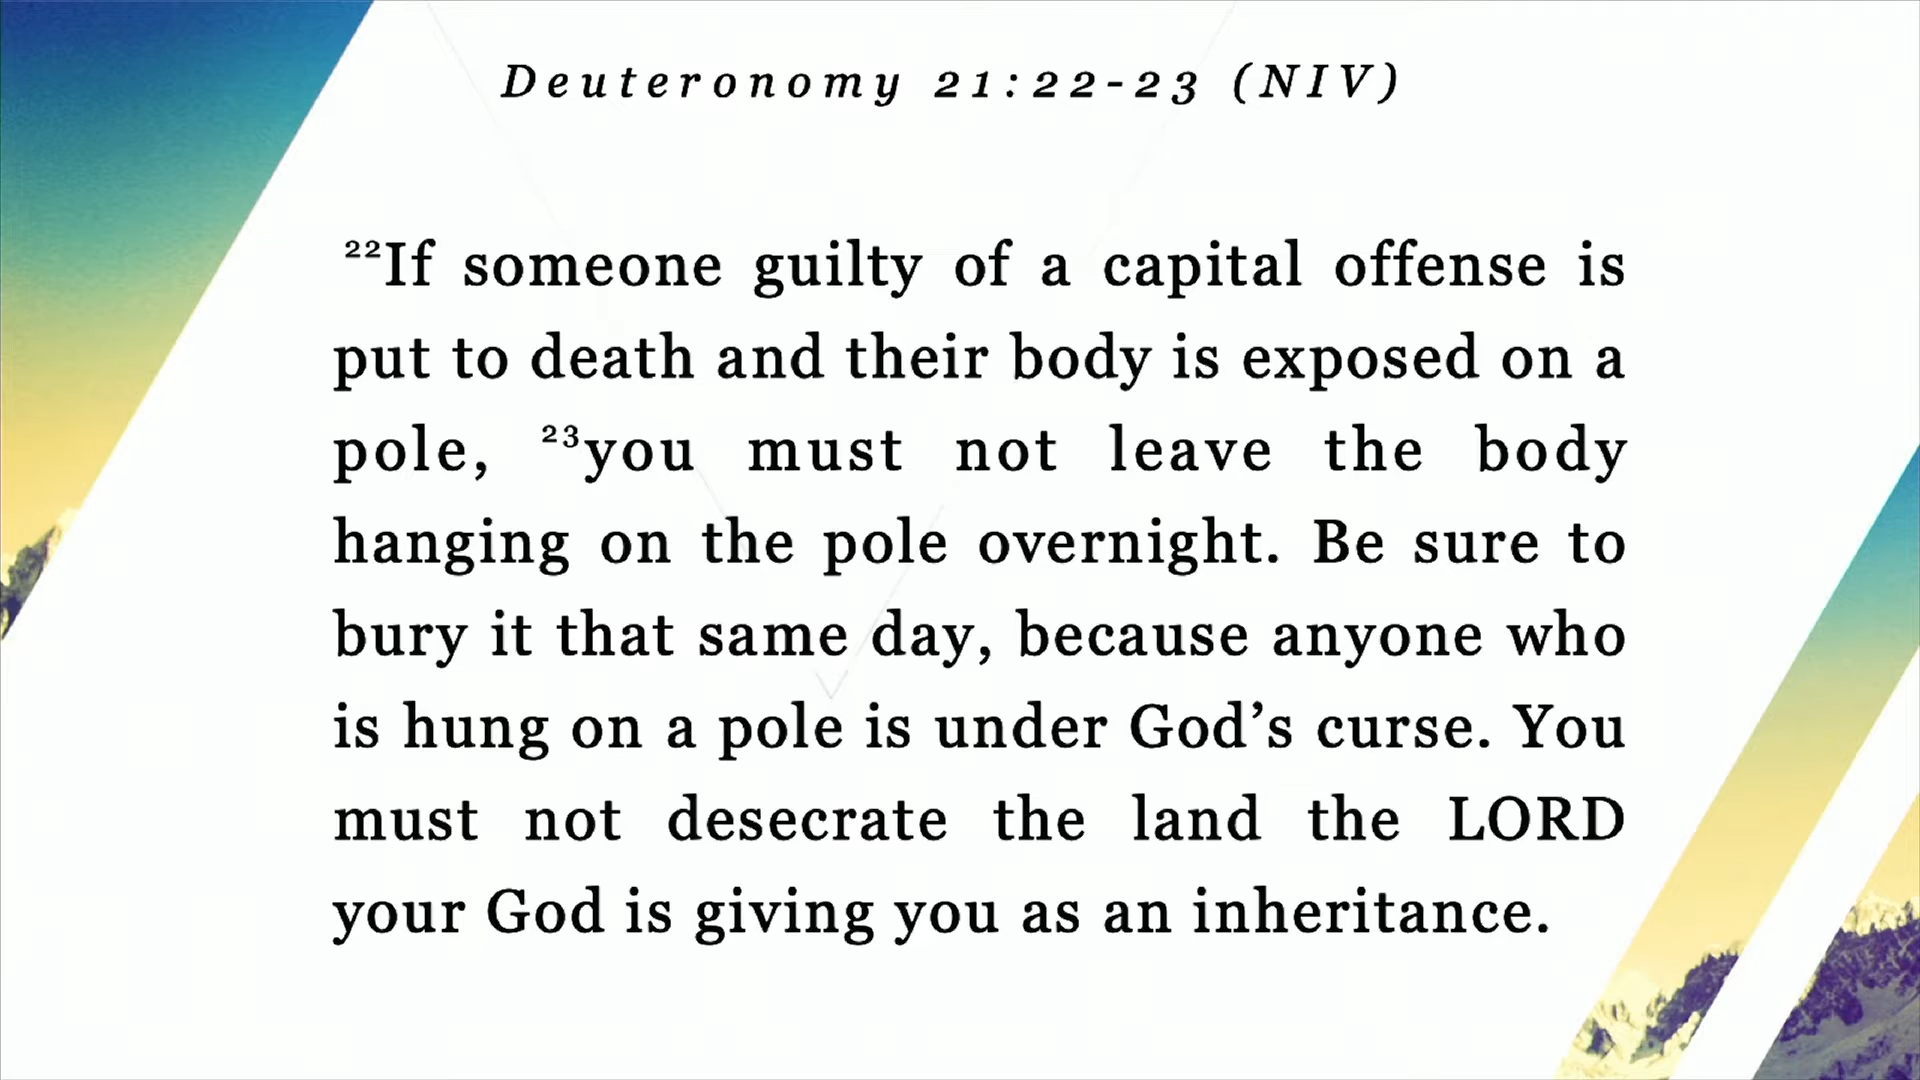 Deuteronomy 21:22-23 (NIV)
²²If someone guilty of a capital offense is
put to death and their body is exposed on a
pole, ²³you must not leave the body
hanging on the pole overnight. Be sure to
bury it that same day, because anyone who
is hung on a pole is under God’s curse. You
must not desecrate the land the LORD
your God is giving you as an inheritance.